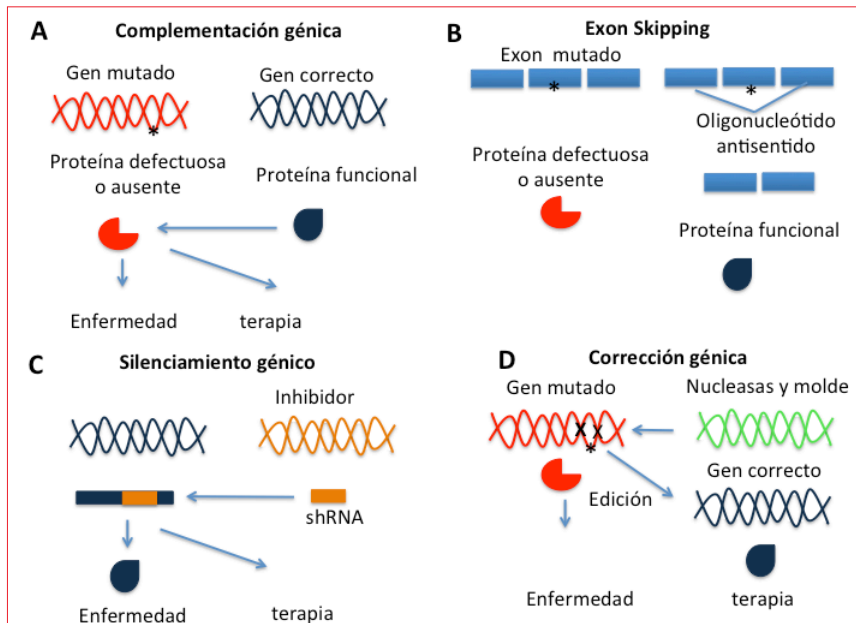 A
Complementación génica
Gen mutado
Gen correcto
*
Proteína defectuosa
o ausente
Proteína funcional
Enfermedad
terapia
B
Exon Skipping
Exon mutado
*
*
Oligonucleótido
antisentido
Proteína defectuosa
o ausente
Proteína funcional
C
Silenciamiento génico
Inhibidor
shRNA
Enfermedad
terapia
D
Corrección génica
Gen mutado
Nucleasas y molde
X X
*
Gen correcto
Edición
Enfermedad
terapia